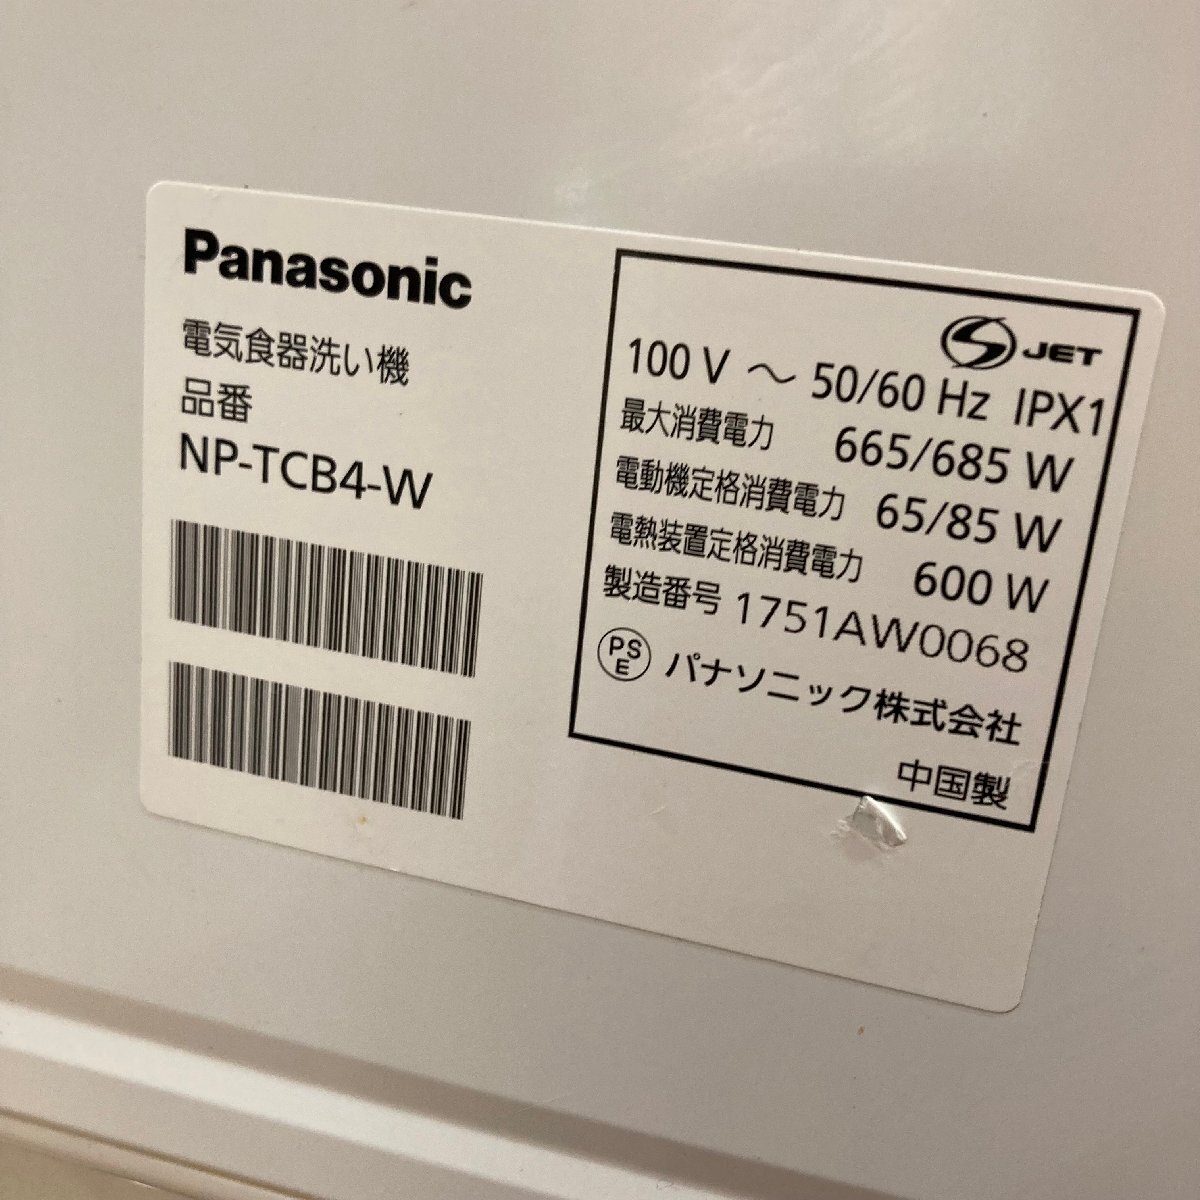 Panasonic
電気食器洗い機
品番
NP-TCB4-W
JET
100 V ～ 50/60 Hz IPX1
最大消費電力 665/685 W
電動機定格消費電力 65/85 W
電熱装置定格消費電力 600 W
製造番号 1751AW0068
PS
E
パナソニック株式会社
中国製